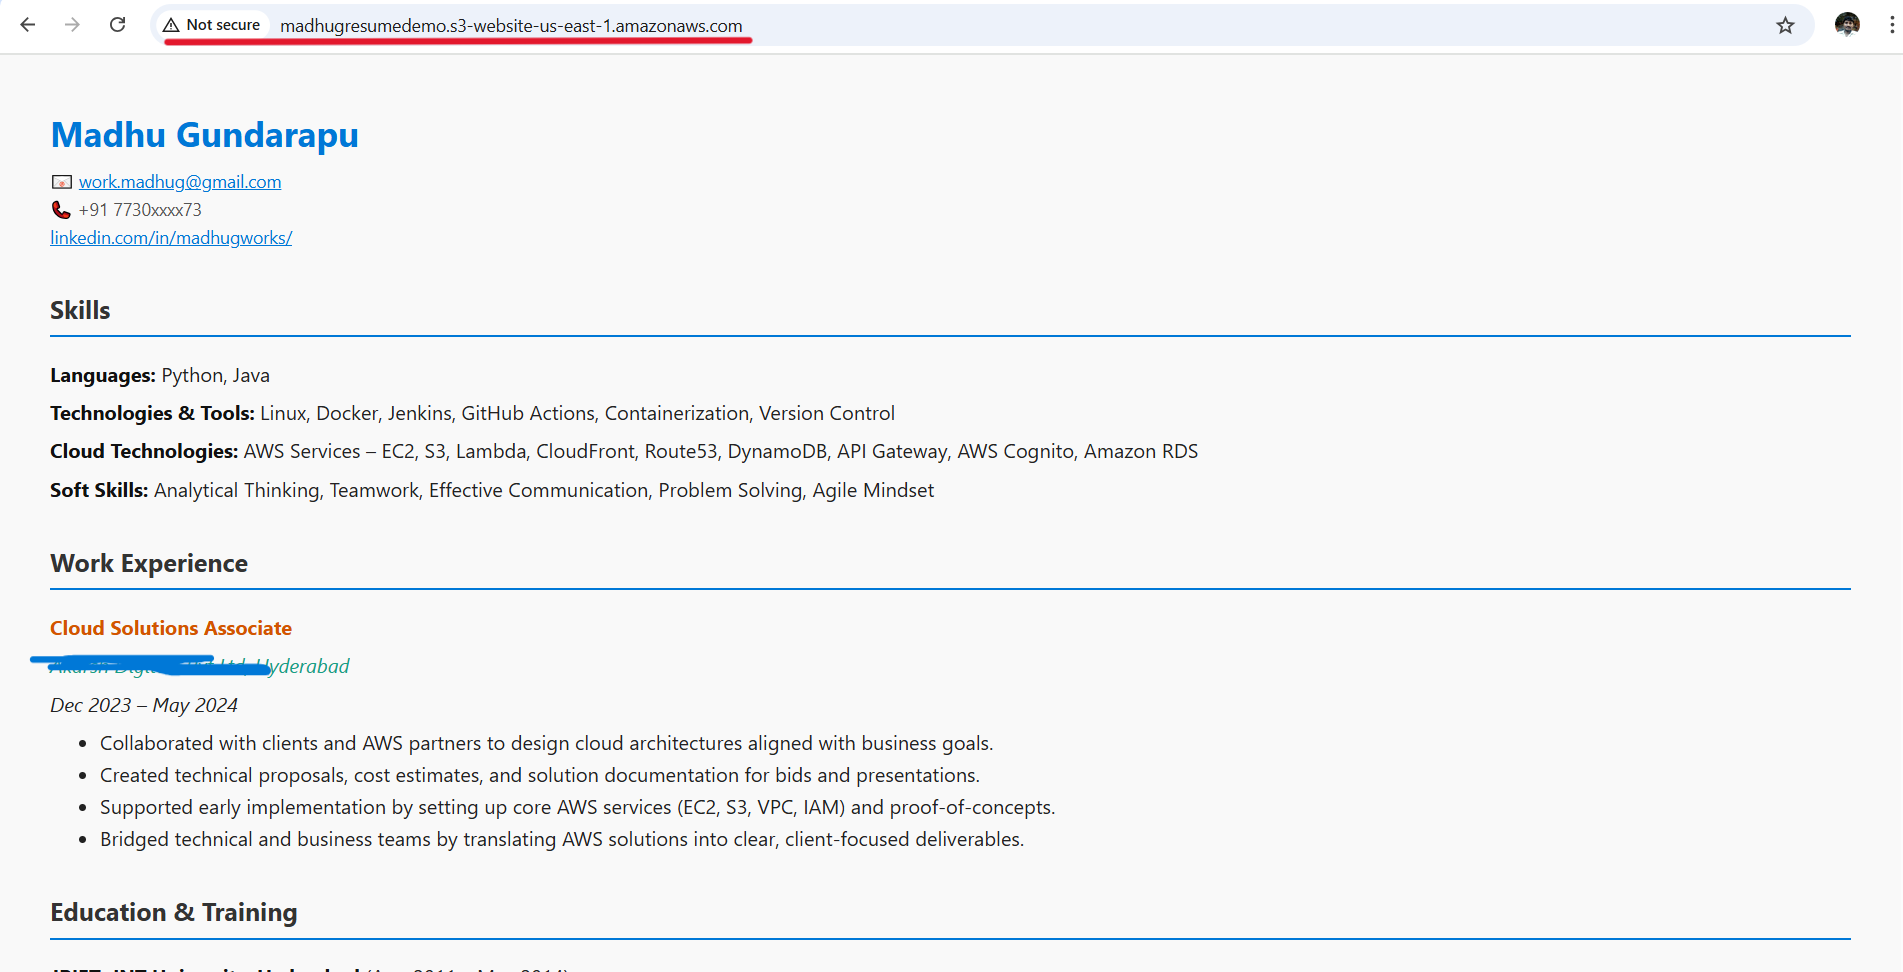 Not secure madhugresumedemo.s3-website-us-east-1.amazonaws.com
Madhu Gundarapu
work.madhug@gmail.com
+91 7730xxxx73
linkedin.com/in/madhugworks/
Skills
Languages: Python, Java
Technologies & Tools: Linux, Docker, Jenkins, GitHub Actions, Containerization, Version Control
Cloud Technologies: AWS Services – EC2, S3, Lambda, CloudFront, Route53, DynamoDB, API Gateway, AWS Cognito, Amazon RDS
Soft Skills: Analytical Thinking, Teamwork, Effective Communication, Problem Solving, Agile Mindset
Work Experience
Cloud Solutions Associate
Hyderabad
Dec 2023 – May 2024
• Collaborated with clients and AWS partners to design cloud architectures aligned with business goals.
• Created technical proposals, cost estimates, and solution documentation for bids and presentations.
• Supported early implementation by setting up core AWS services (EC2, S3, VPC, IAM) and proof-of-concepts.
• Bridged technical and business teams by translating AWS solutions into clear, client-focused deliverables.
Education & Training